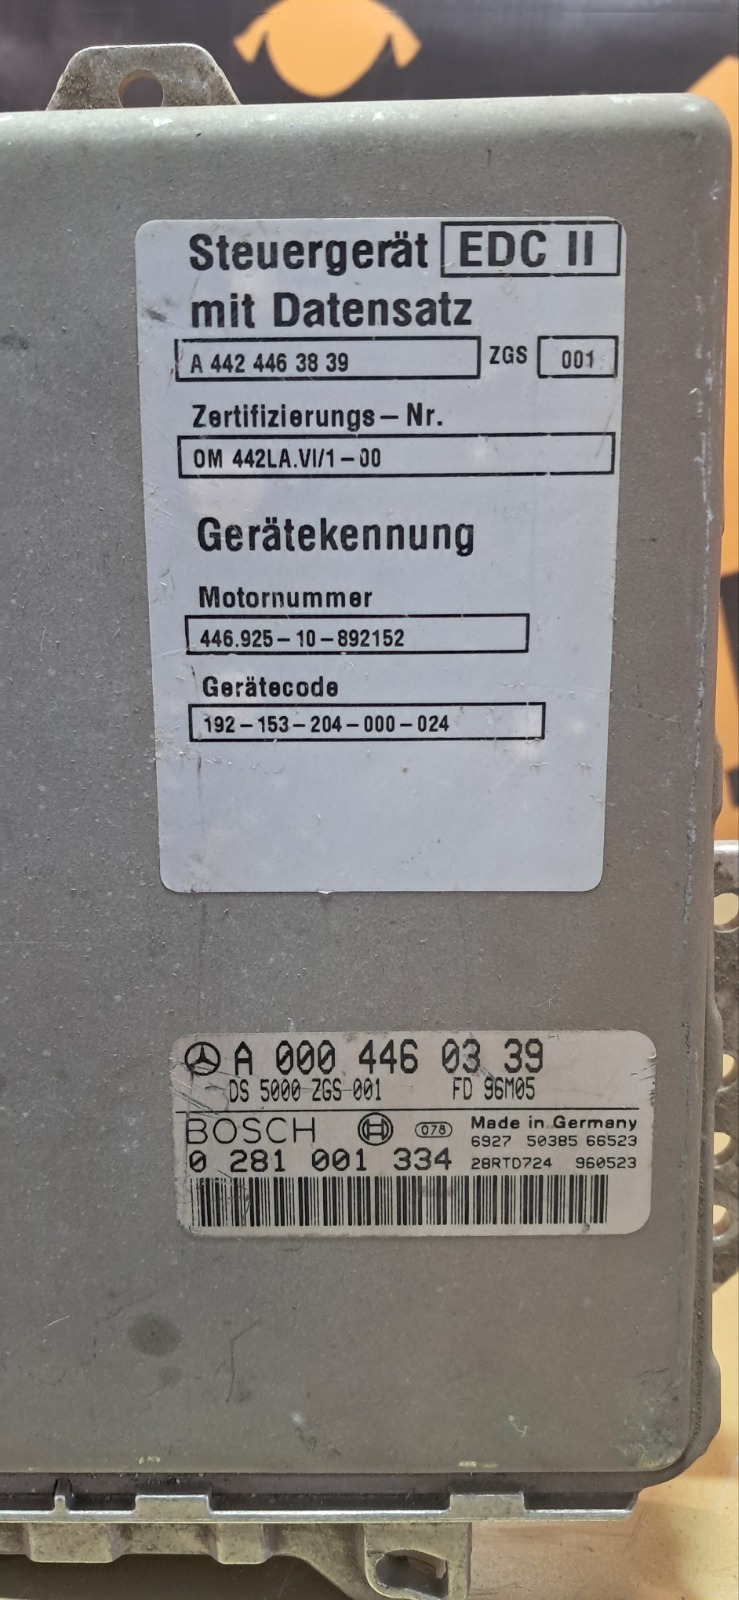 Steuergerät EDC II
mit Datensatz
A 442 446 38 39 ZGS 001
Zertifizierungs–Nr.
OM 442LA.VI/1–00
Gerätekennung
Motornummer
446.925–10–892152
Gerätecode
192–153–204–000–024
A 000 446 03 39
DS 5000 ZGS 001 FD 96M05
BOSCH 078 Made in Germany
6927 50385 66523
0 281 001 334 28RTD724 960523